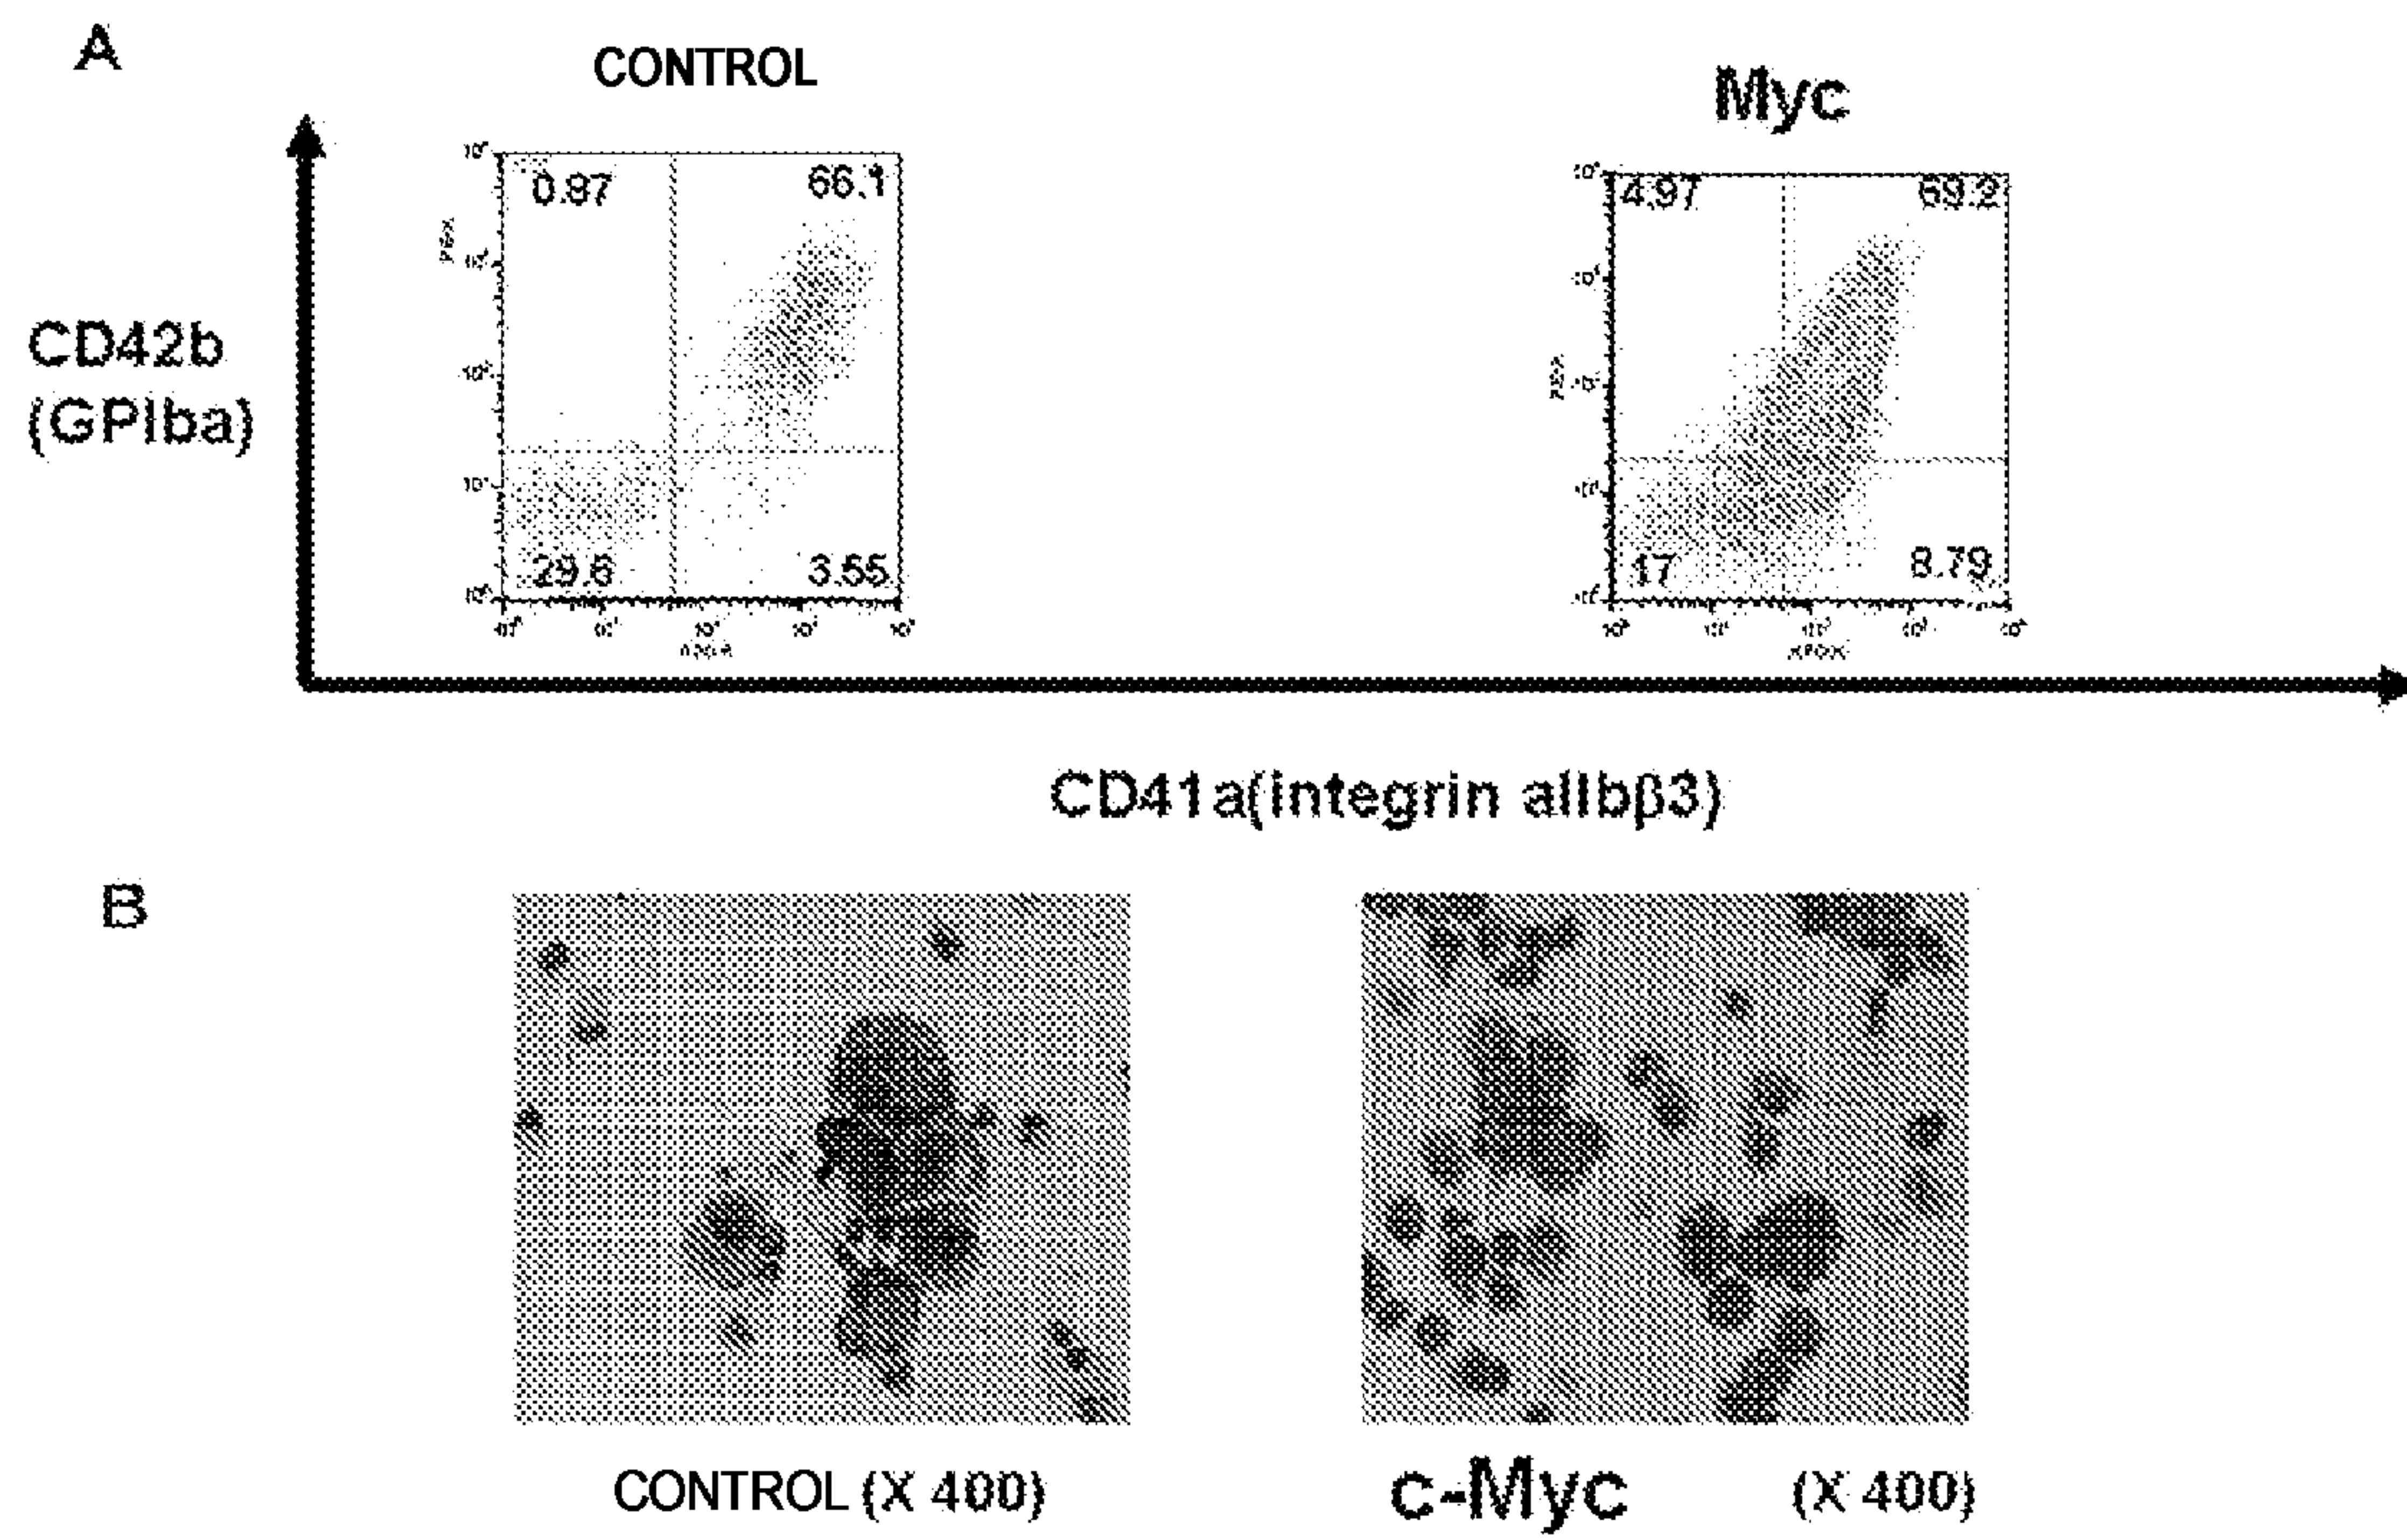 A
CONTROL
Myc
0.87
66.1
4.97
69.2
CD42b
(GPIba)
29.6
3.55
17
8.79
CD41a(integrin aIIbβ3)
B
CONTROL (X 400)
c-Myc (X 400)